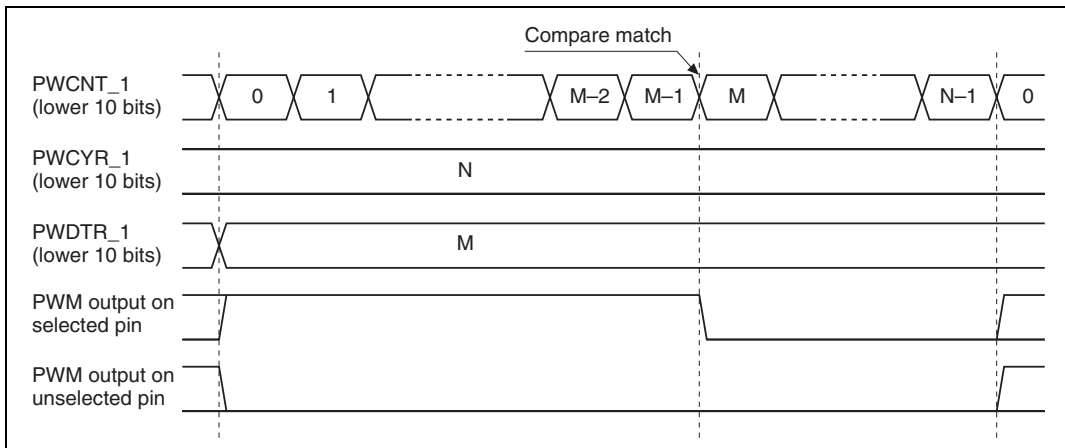 Compare match
PWCNT_1
(lower 10 bits)
0 1 M–2 M–1 M N–1 0
PWCYR_1
(lower 10 bits)
N
PWDTR_1
(lower 10 bits)
M
PWM output on
selected pin
PWM output on
unselected pin